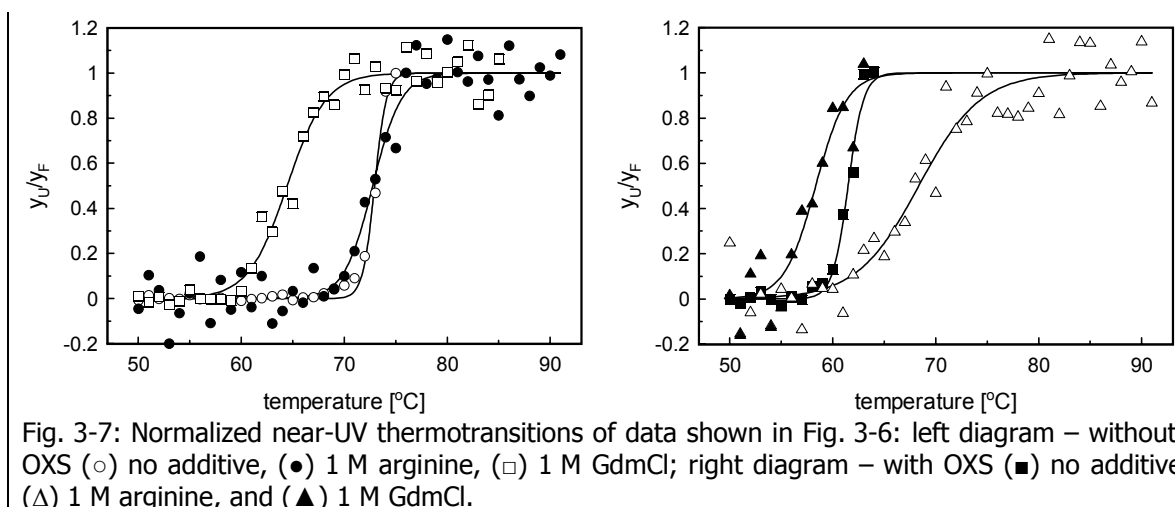 1.2
1
0.8
0.6
0.4
0.2
0
-0.2
yU/yF
50 60 70 80 90
temperature [°C]
1.2
1
0.8
0.6
0.4
0.2
0
-0.2
yU/yF
50 60 70 80 90
temperature [°C]
Fig. 3-7: Normalized near-UV thermotransitions of data shown in Fig. 3-6: left diagram – without
OXS (○) no additive, (●) 1 M arginine, (□) 1 M GdmCl; right diagram – with OXS (■) no additive
(△) 1 M arginine, and (▲) 1 M GdmCl.